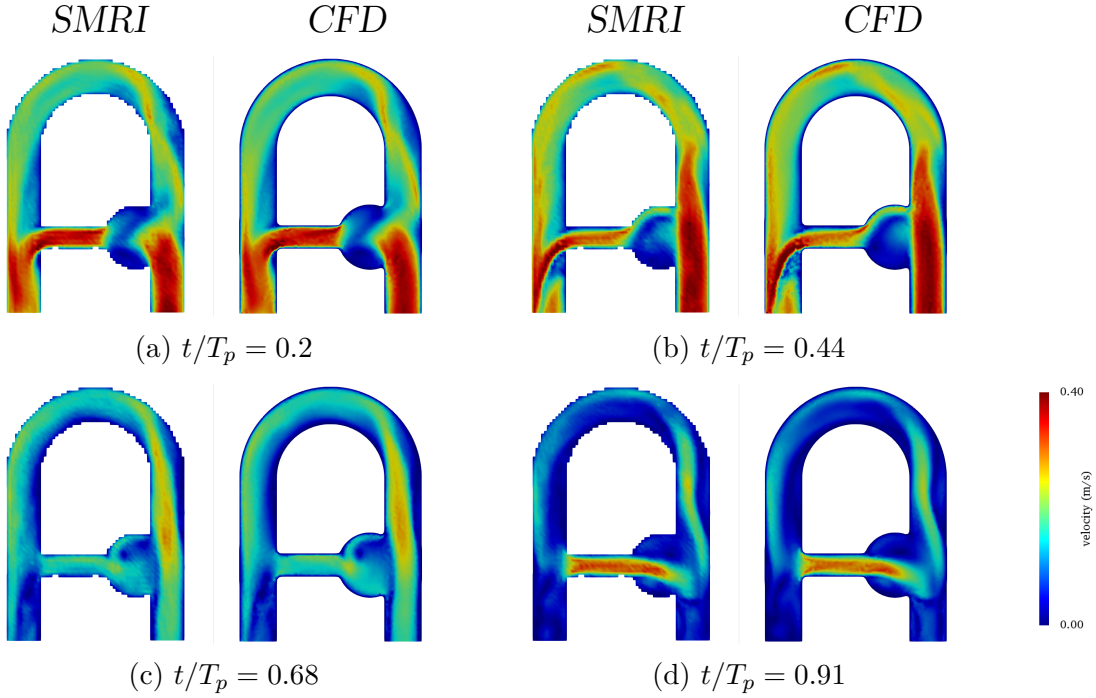 SMRI CFD SMRI CFD
(a) t/T_p = 0.2 (b) t/T_p = 0.44
0.40
velocity (m/s)
0.00
(c) t/T_p = 0.68 (d) t/T_p = 0.91